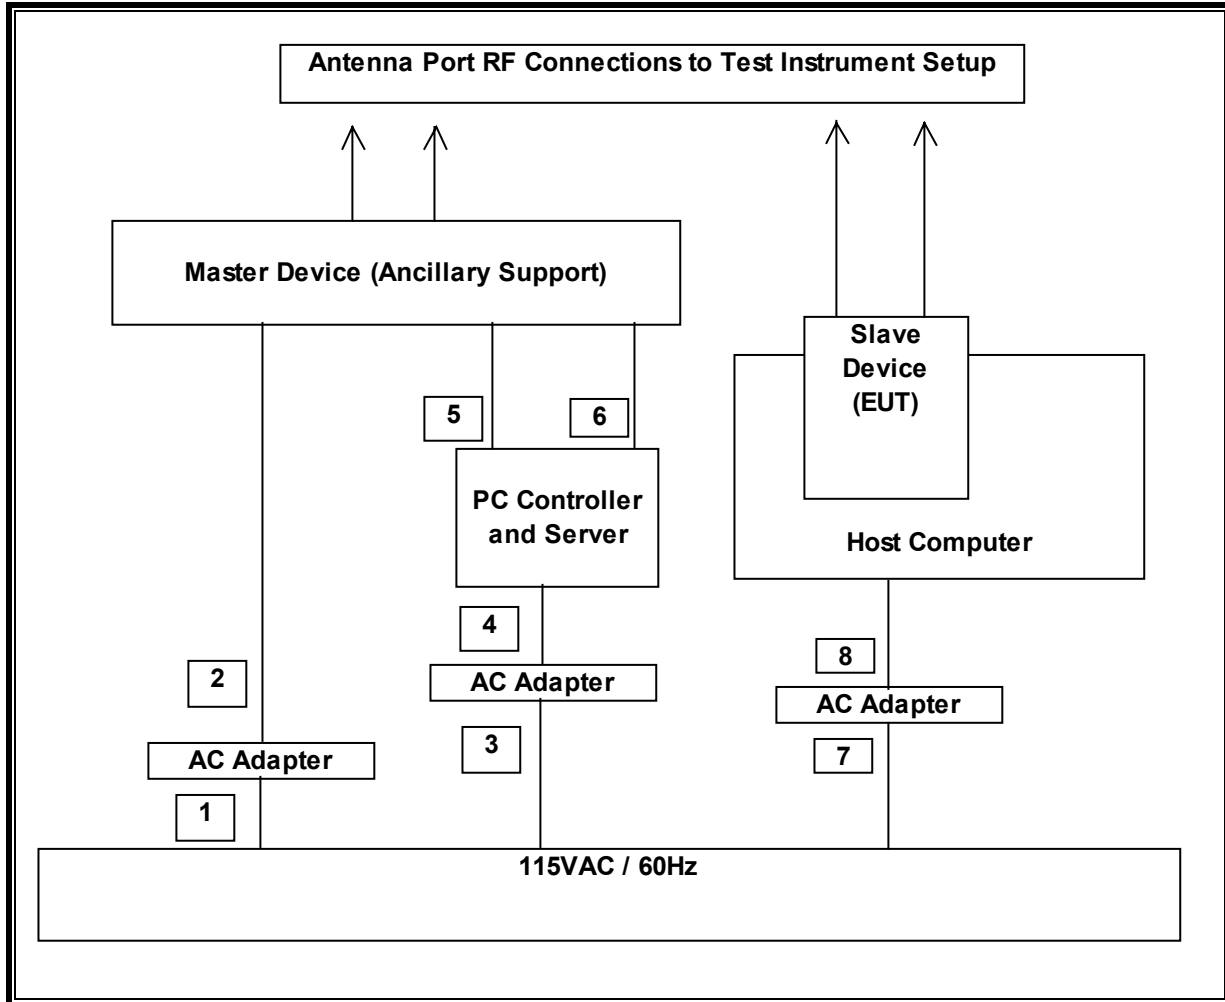 Antenna Port RF Connections to Test Instrument Setup
Master Device (Ancillary Support)
Slave
Device
(EUT)
5
6
PC Controller
and Server
Host Computer
4
8
2
AC Adapter
AC Adapter
3
7
AC Adapter
1
115VAC / 60Hz